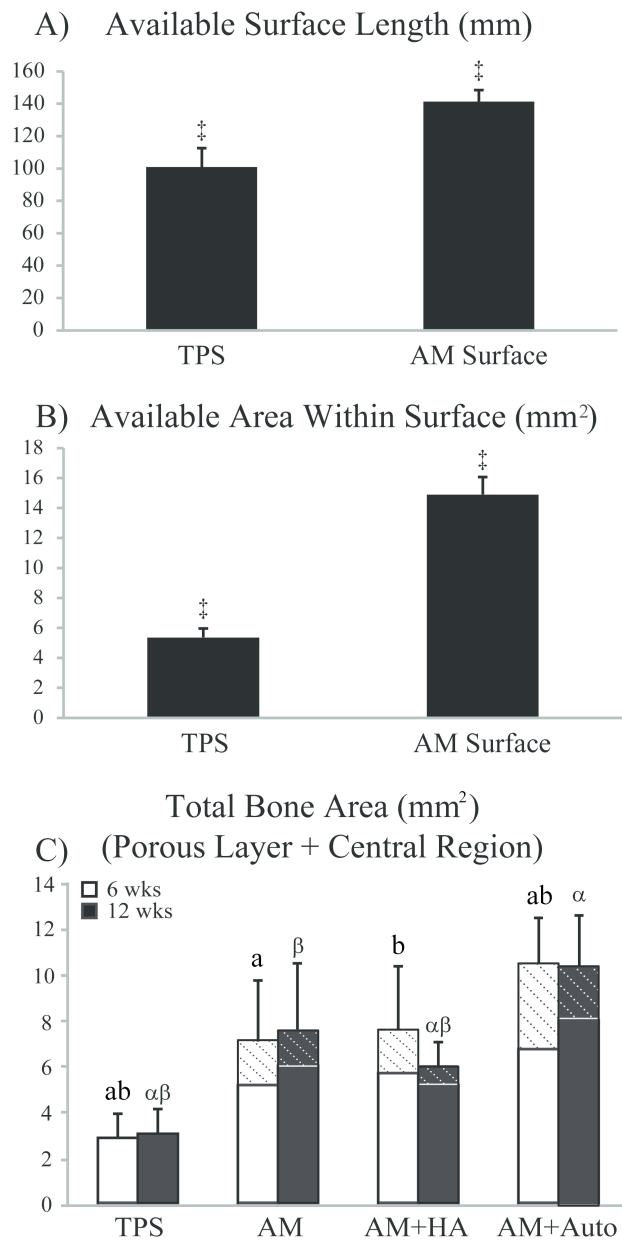 A) Available Surface Length (mm)
160
140
120
100
80
60
40
20
0
‡
‡
TPS
AM Surface
B) Available Area Within Surface (mm²)
18
16
14
12
10
8
6
4
2
0
‡
‡
TPS
AM Surface
Total Bone Area (mm²)
C) (Porous Layer + Central Region)
14
12
10
8
6
4
2
0
6 wks
12 wks
ab
αβ
a
β
b
αβ
ab
α
TPS
AM
AM+HA
AM+Auto